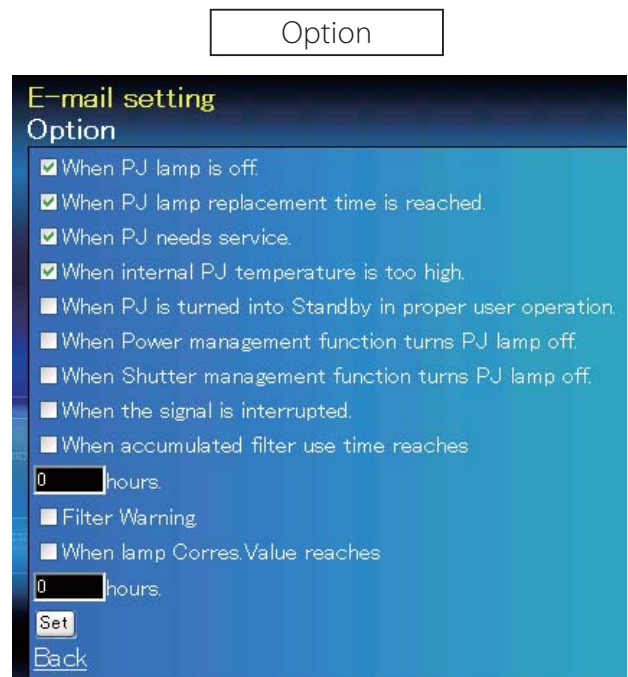 Option
E-mail setting
Option
When PJ lamp is off.
When PJ lamp replacement time is reached.
When PJ needs service.
When internal PJ temperature is too high.
When PJ is turned into Standby in proper user operation.
When Power management function turns PJ lamp off.
When Shutter management function turns PJ lamp off.
When the signal is interrupted.
When accumulated filter use time reaches
0 hours.
Filter Warning
When lamp Corres.Value reaches
0 hours.
Set
Back